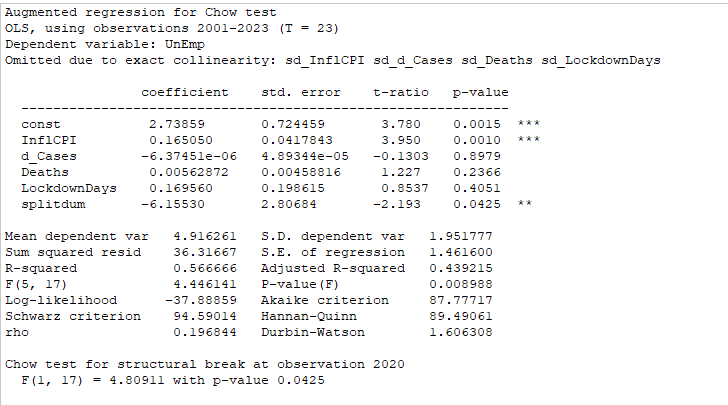 Augmented regression for Chow test
OLS, using observations 2001-2023 (T = 23)
Dependent variable: UnEmp
Omitted due to exact collinearity: sd_InflCPI sd_d_Cases sd_Deaths sd_LockdownDays
coefficient std. error t-ratio p-value
-------------------------------------------------------------
const 2.73859 0.724459 3.780 0.0015 ***
InflCPI 0.165050 0.0417843 3.950 0.0010 ***
d_Cases -6.37451e-06 4.89344e-05 -0.1303 0.8979
Deaths 0.00562872 0.00458816 1.227 0.2366
LockdownDays 0.169560 0.198615 0.8537 0.4051
splitdum -6.15530 2.80684 -2.193 0.0425 **
Mean dependent var 4.916261 S.D. dependent var 1.951777
Sum squared resid 36.31667 S.E. of regression 1.461600
R-squared 0.566666 Adjusted R-squared 0.439215
F(5, 17) 4.446141 P-value(F) 0.008988
Log-likelihood -37.88859 Akaike criterion 87.77717
Schwarz criterion 94.59014 Hannan-Quinn 89.49061
rho 0.196844 Durbin-Watson 1.606308
Chow test for structural break at observation 2020
F(1, 17) = 4.80911 with p-value 0.0425